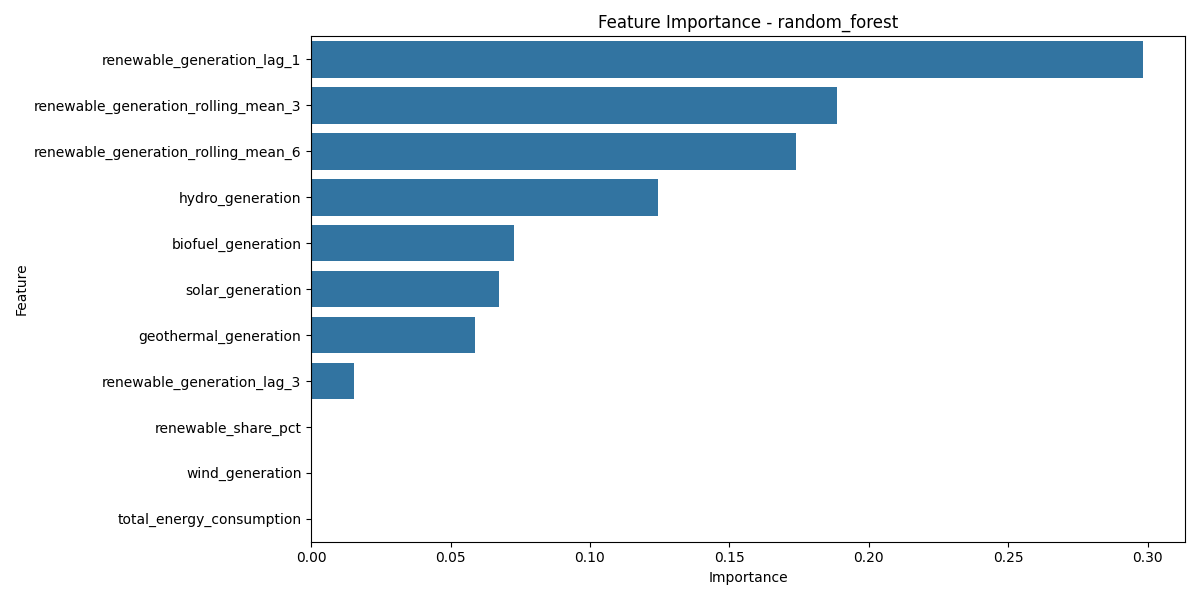 Feature Importance - random_forest
Feature
renewable_generation_lag_1
renewable_generation_rolling_mean_3
renewable_generation_rolling_mean_6
hydro_generation
biofuel_generation
solar_generation
geothermal_generation
renewable_generation_lag_3
renewable_share_pct
wind_generation
total_energy_consumption
0.00 0.05 0.10 0.15 0.20 0.25 0.30
Importance